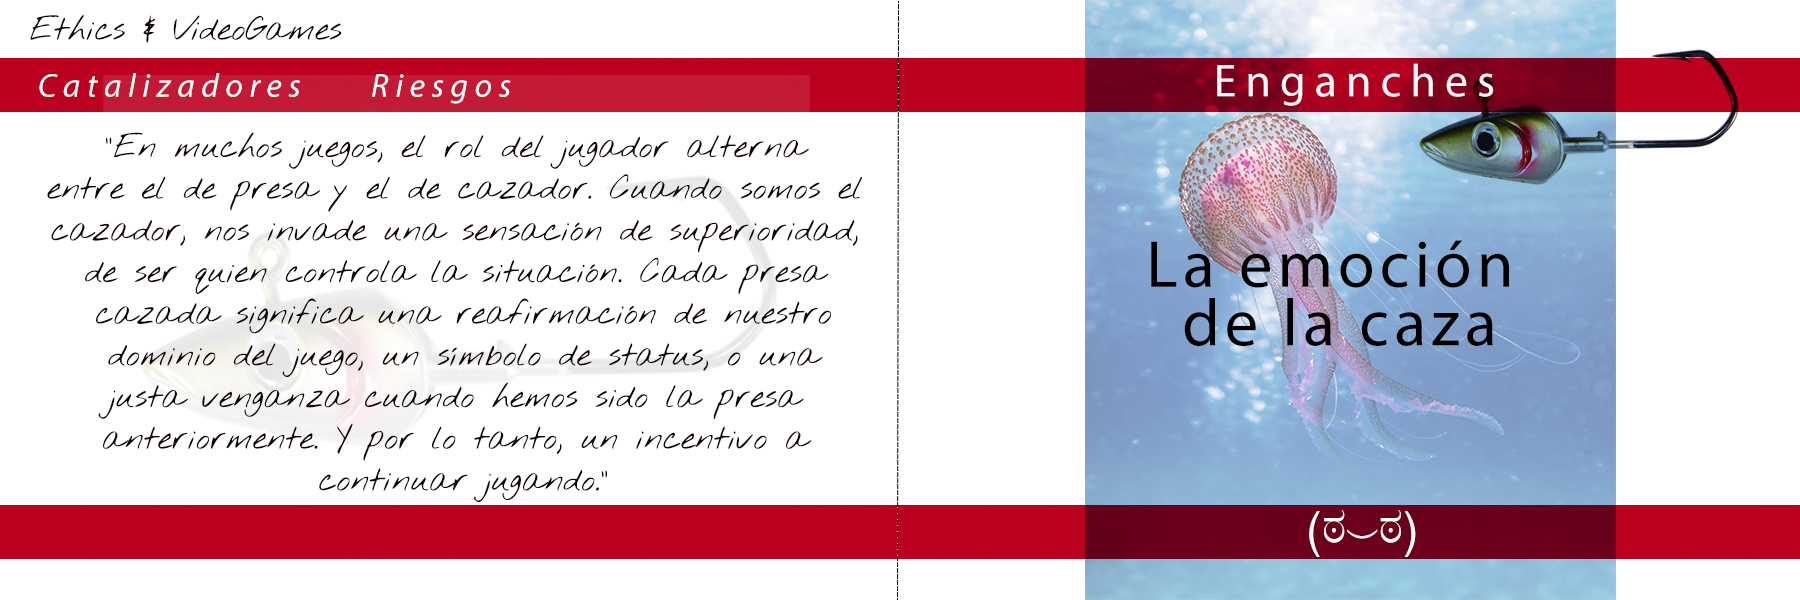 Ethics & VideoGames
Catalizadores Riesgos
"En muchos juegos, el rol del jugador alterna
entre el de presa y el de cazador. Cuando somos el
cazador, nos invade una sensación de superioridad,
de ser quien controla la situación. Cada presa
cazada significa una reafirmación de nuestro
dominio del juego, un símbolo de status, o una
justa venganza cuando hemos sido la presa
anteriormente. Y por lo tanto, un incentivo a
continuar jugando."
Enganches
La emoción
de la caza
(ಠ‿ಠ)